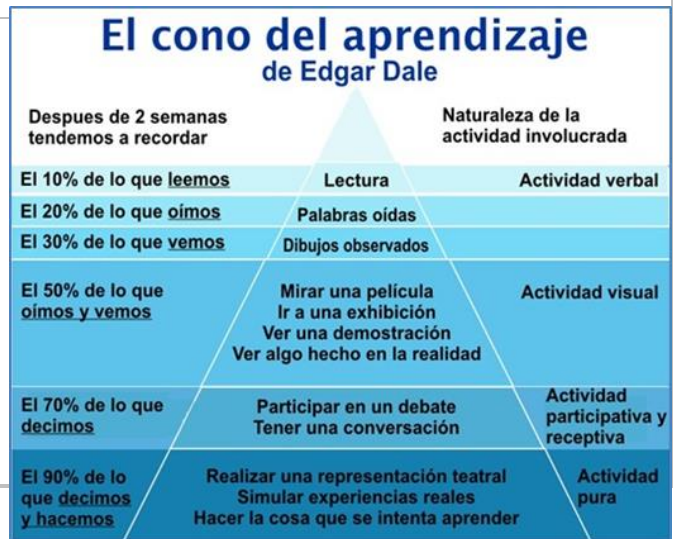 El cono del aprendizaje
de Edgar Dale
Despues de 2 semanas
tendemos a recordar
Naturaleza de la
actividad involucrada
El 10% de lo que leemos
Lectura
Actividad verbal
El 20% de lo que oímos
Palabras oídas
El 30% de lo que vemos
Dibujos observados
El 50% de lo que
oímos y vemos
Mirar una película
Ir a una exhibición
Ver una demostración
Ver algo hecho en la realidad
Actividad visual
El 70% de lo que
decimos
Participar en un debate
Tener una conversación
Actividad
participativa y
receptiva
El 90% de lo
que decimos
y hacemos
Realizar una representación teatral
Simular experiencias reales
Hacer la cosa que se intenta aprender
Actividad
pura